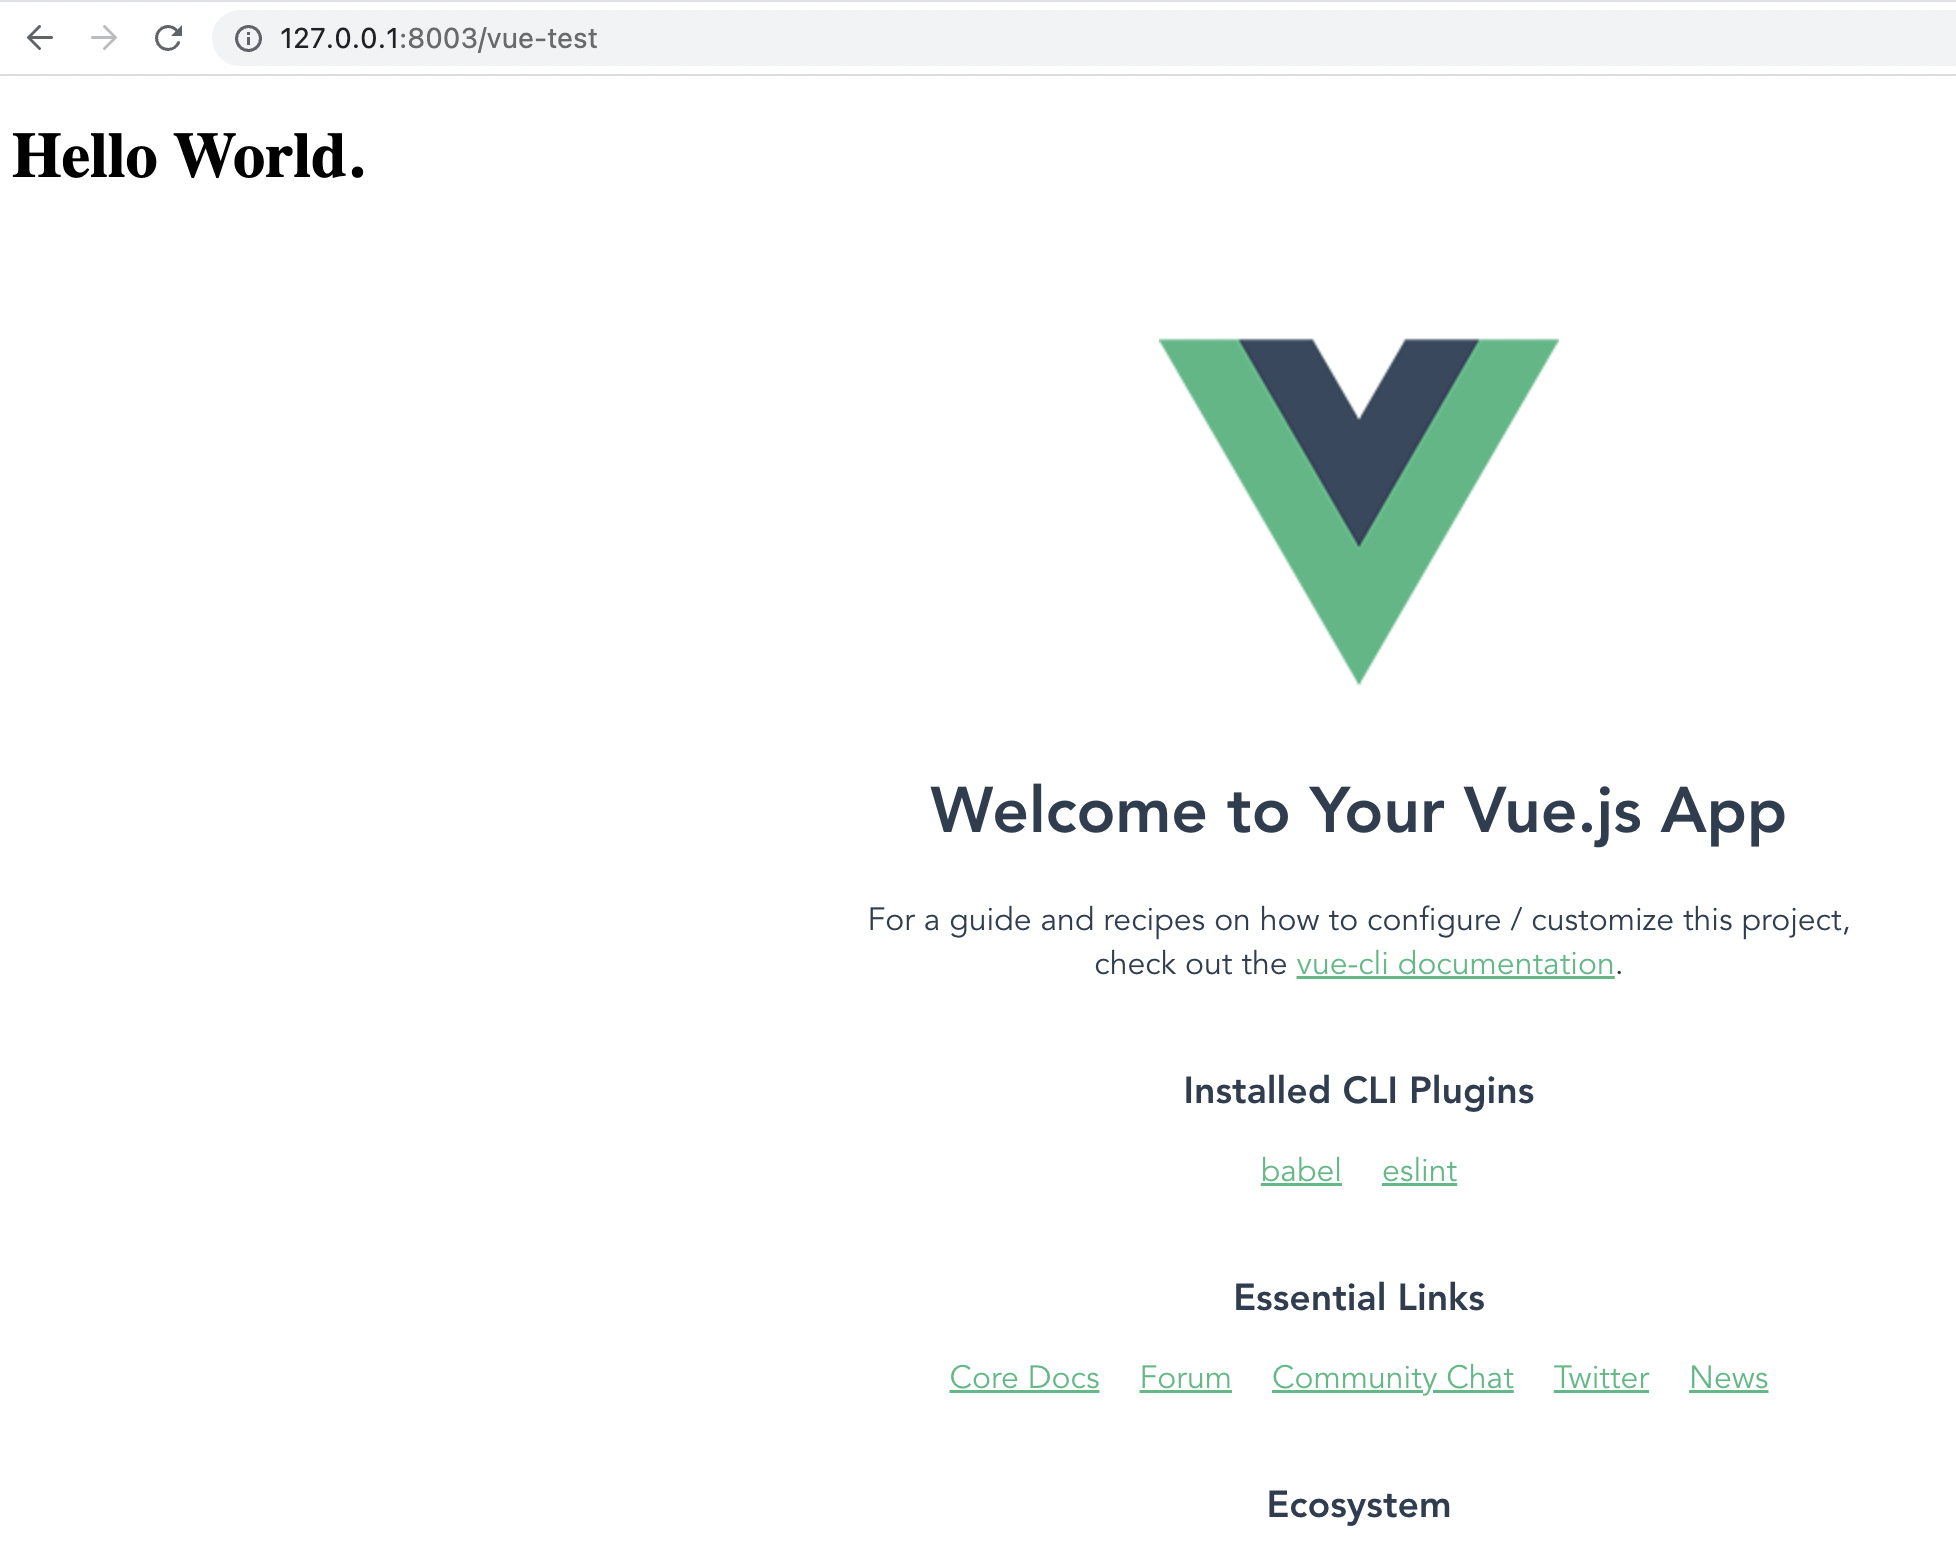 127.0.0.1:8003/vue-test
Hello World.
Welcome to Your Vue.js App
For a guide and recipes on how to configure / customize this project,
check out the vue-cli documentation.
Installed CLI Plugins
babel eslint
Essential Links
Core Docs Forum Community Chat Twitter News
Ecosystem